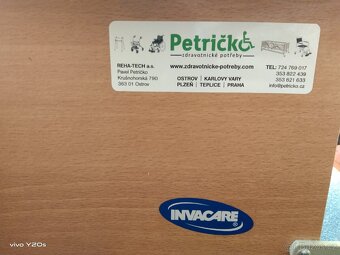 Petričko
zdravotnické potřeby
REHA-TECH a.s.
Pavel Petričko
Krušnohorská 790
363 01 Ostrov
www.zdravotnicke-potreby.com
OSTROV | KARLOVY VARY
PLZEŇ | TEPLICE | PRAHA
TEL: 724 769 017
353 822 439
353 821 633
info@petricko.cz
INVACARE®
vivo Y20s